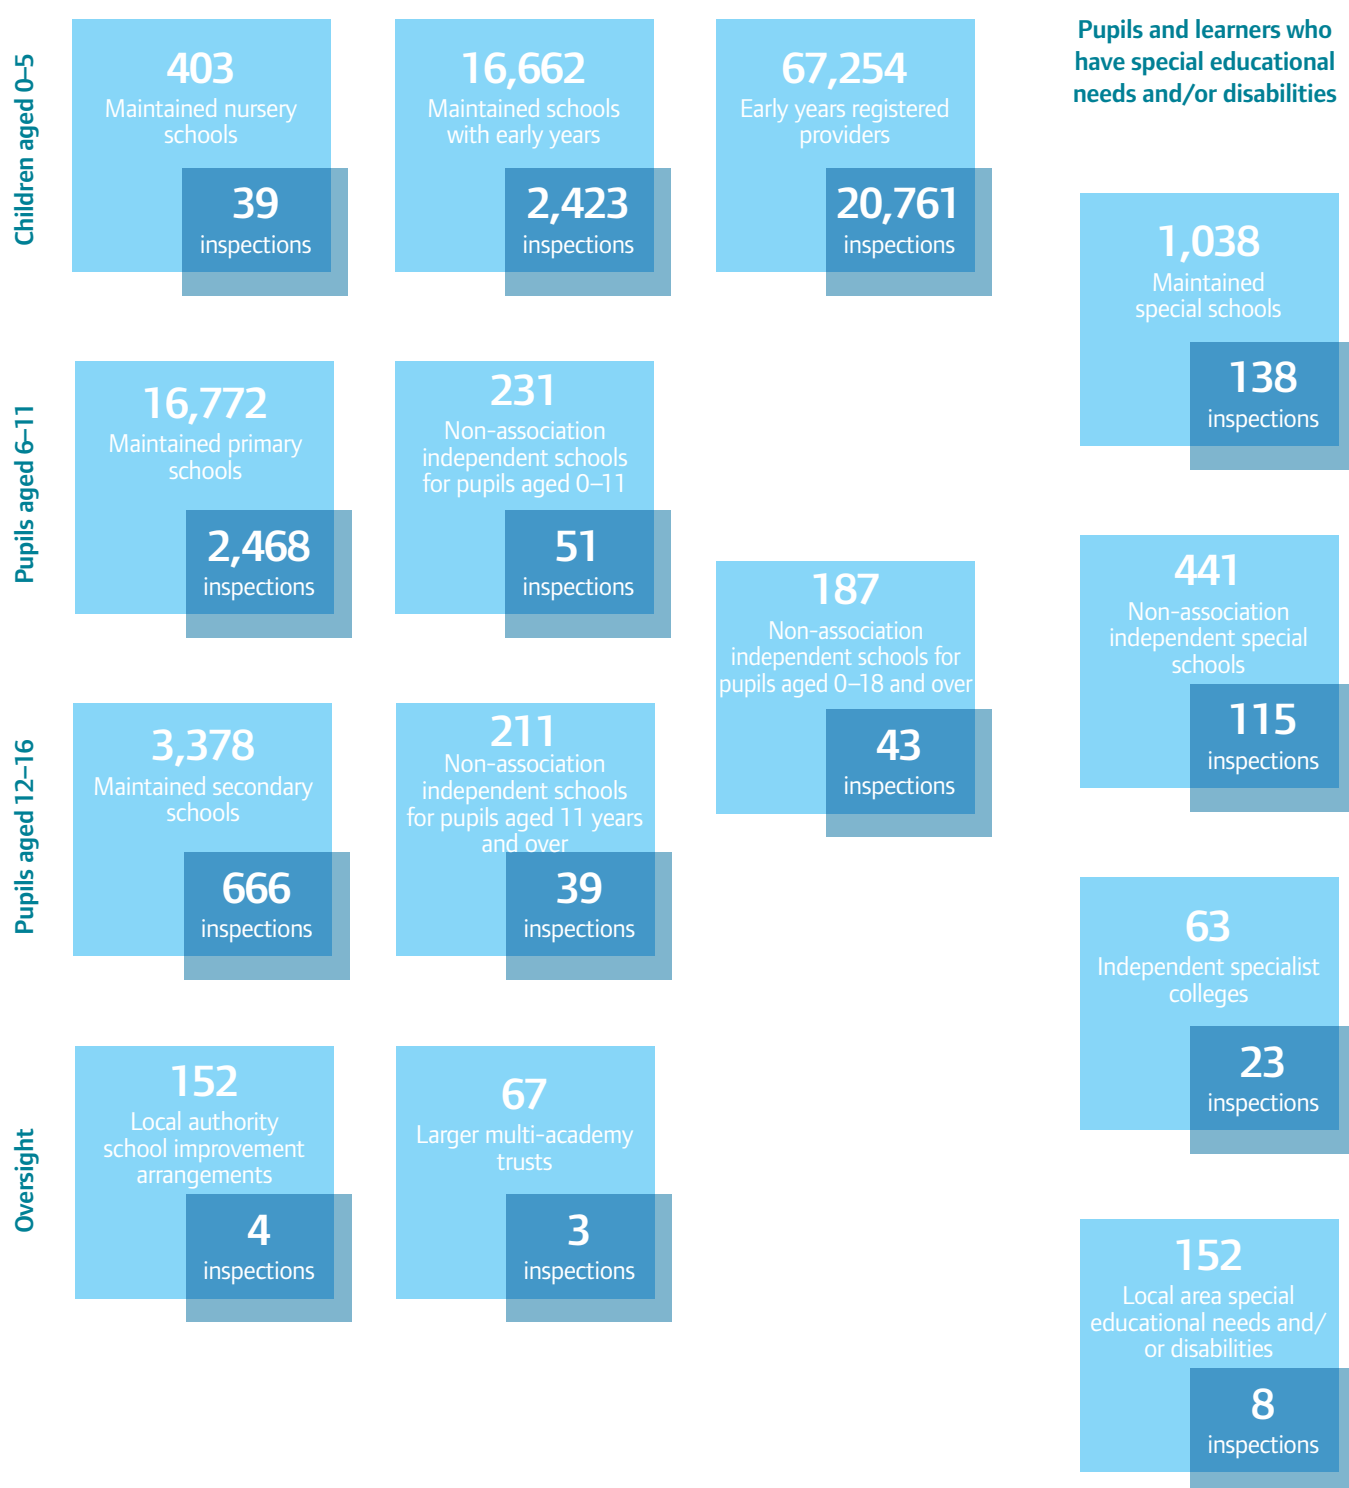 Children aged 0–5
403
Maintained nursery
schools
39
inspections
16,662
Maintained schools
with early years
2,423
inspections
67,254
Early years registered
providers
20,761
inspections
Pupils aged 6–11
16,772
Maintained primary
schools
2,468
inspections
231
Non-association
independent schools
for pupils aged 0–11
51
inspections
187
Non-association
independent schools for
pupils aged 0–18 and over
43
inspections
Pupils aged 12–16
3,378
Maintained secondary
schools
666
inspections
211
Non-association
independent schools
for pupils aged 11 years
and over
39
inspections
Oversight
152
Local authority
school improvement
arrangements
4
inspections
67
Larger multi-academy
trusts
3
inspections
Pupils and learners who
have special educational
needs and/or disabilities
1,038
Maintained
special schools
138
inspections
441
Non-association
independent special
schools
115
inspections
63
Independent specialist
colleges
23
inspections
152
Local area special
educational needs and/
or disabilities
8
inspections